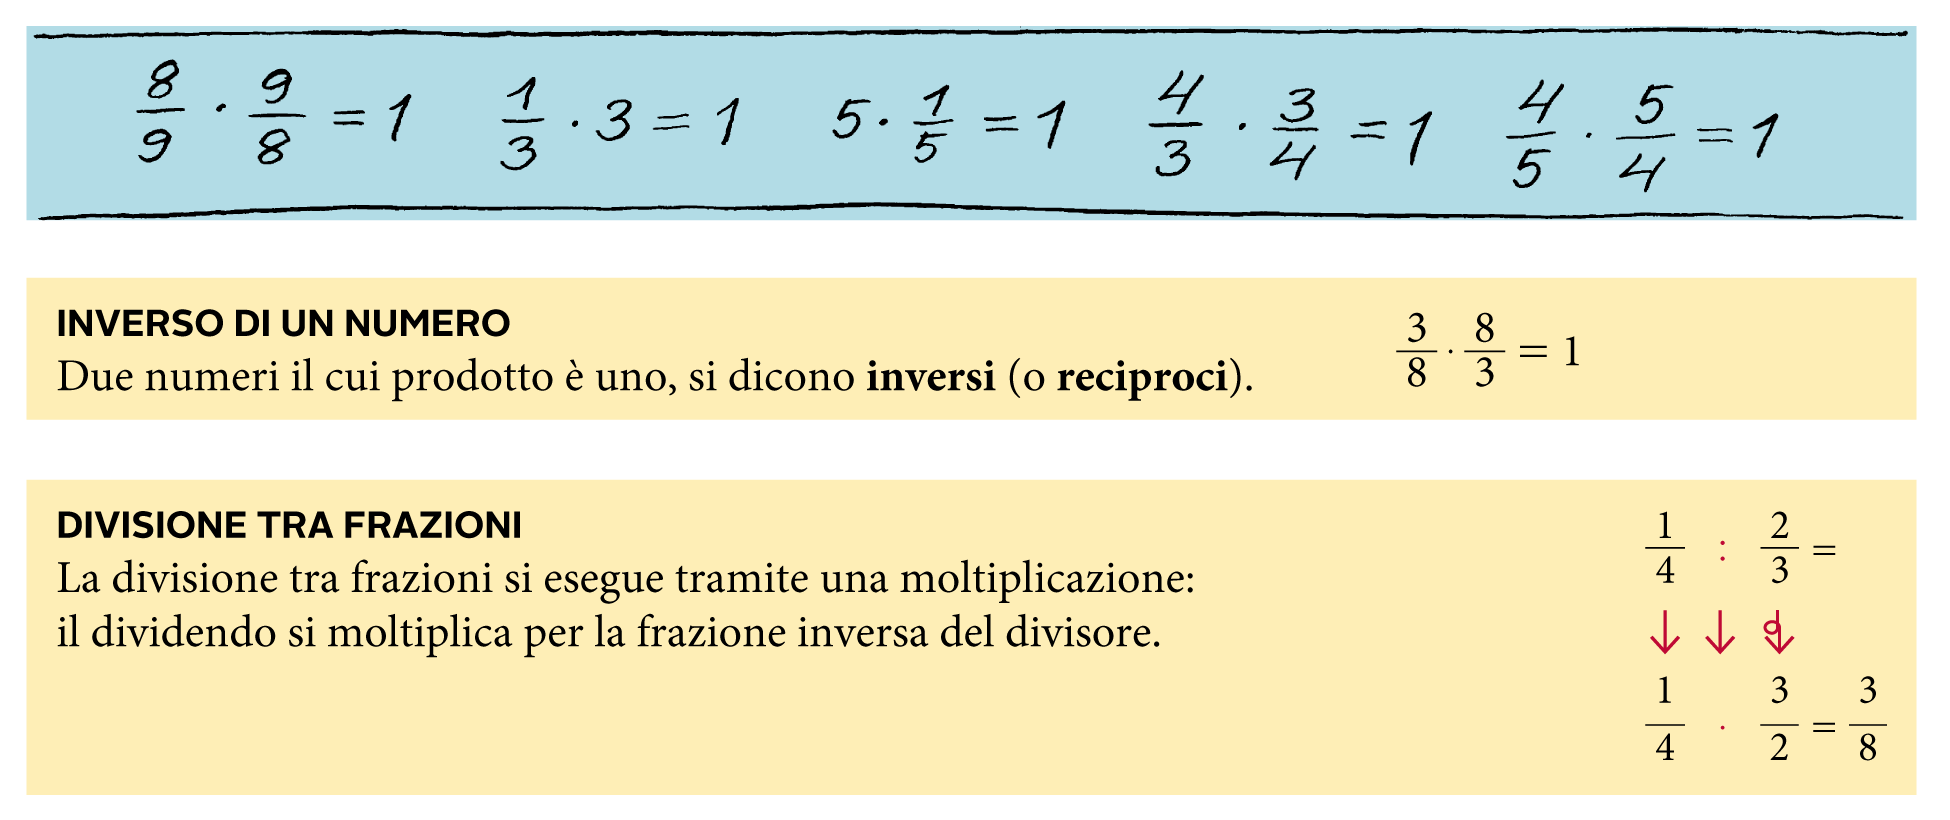 8/9 · 9/8 = 1   1/3 · 3 = 1   5 · 1/5 = 1   4/3 · 3/4 = 1   4/5 · 5/4 = 1
INVERSO DI UN NUMERO
Due numeri il cui prodotto è uno, si dicono inversi (o reciproci).
3/8 · 8/3 = 1
DIVISIONE TRA FRAZIONI
La divisione tra frazioni si esegue tramite una moltiplicazione:
il dividendo si moltiplica per la frazione inversa del divisore.
1/4 : 2/3 =
1/4 · 3/2 = 3/8